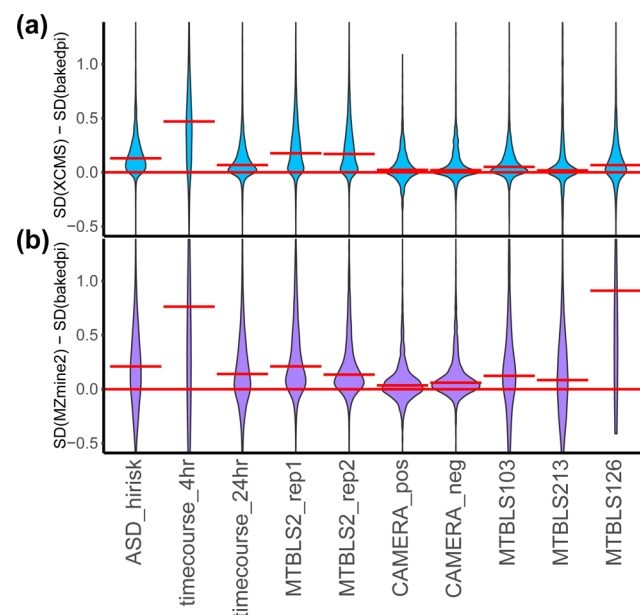 (a)
SD(XCMS) − SD(bakedpi)
1.0
0.5
0.0
−0.5
(b)
SD(MZmine2) − SD(bakedpi)
1.0
0.5
0.0
−0.5
ASD_hirisk
timecourse_4hr
timecourse_24hr
MTBLS2_rep1
MTBLS2_rep2
CAMERA_pos
CAMERA_neg
MTBLS103
MTBLS213
MTBLS126